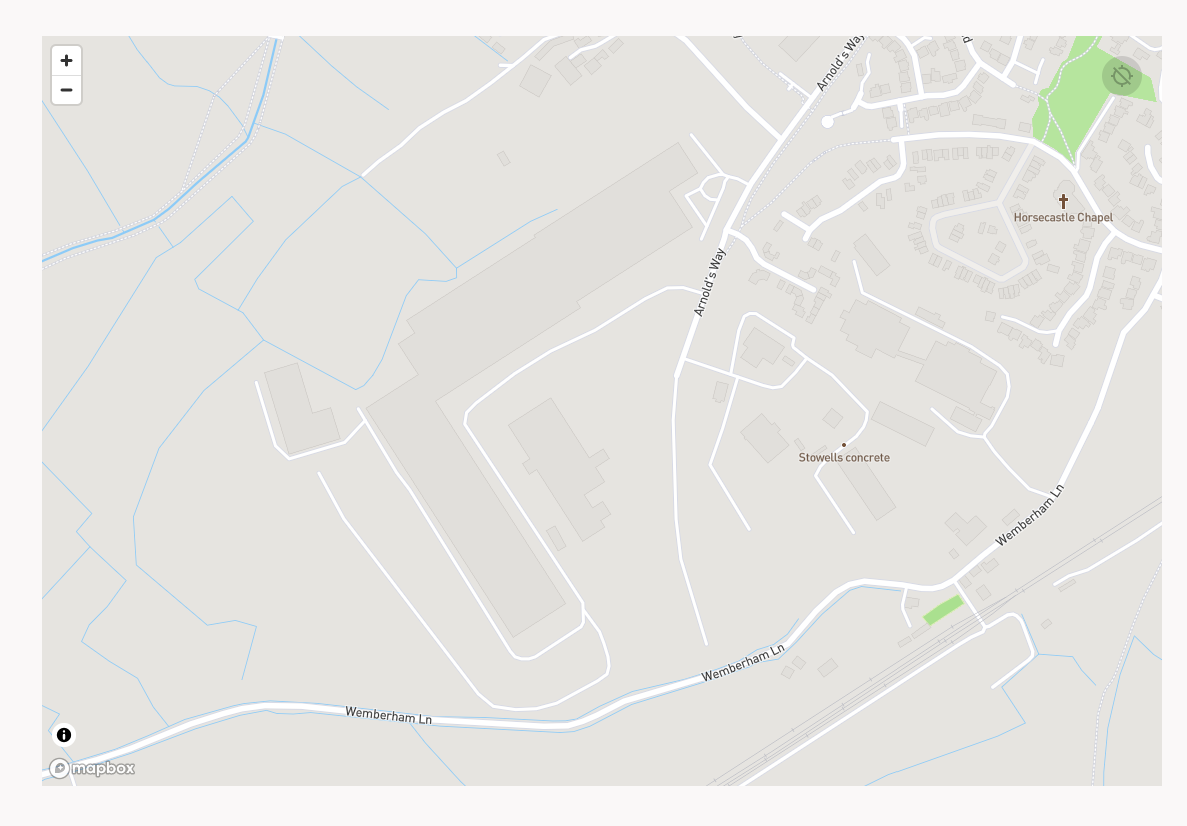 +
Arnold's Way
−
Horsecastle Chapel
Arnold's Way
Stowells concrete
Wemberham Ln
Wemberham Ln
Wemberham Ln
mapbox